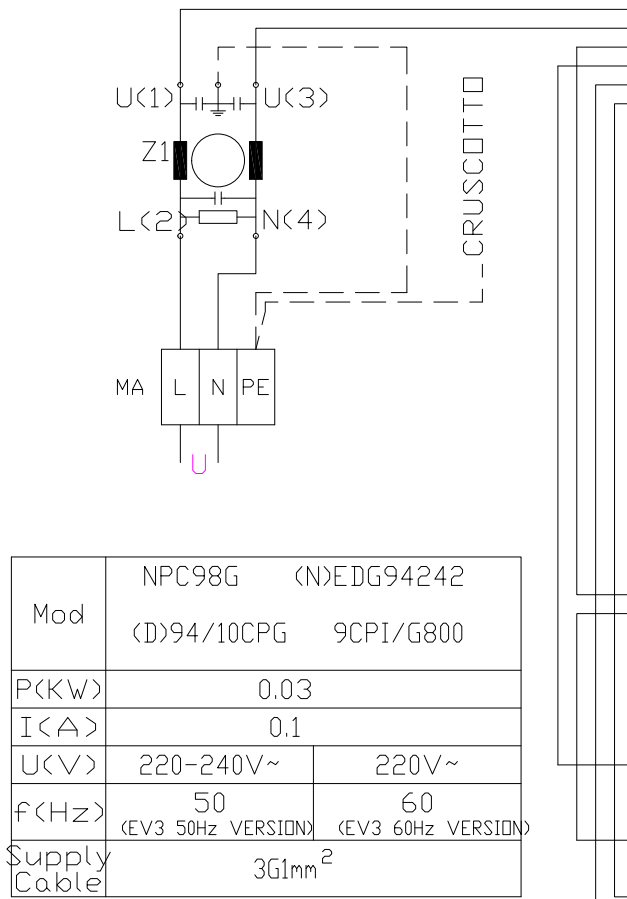 U(1) U(3)
Z1
L(2) N(4)
CRUSCOTTO
MA L N PE
U
Mod NPC98G (N)EDG94242
(D)94/10CPG 9CPI/G800
P(KW) 0.03
I(A) 0.1
U(V) 220-240V~ 220V~
f(Hz) 50 60
(EV3 50Hz VERSION) (EV3 60Hz VERSION)
Supply
Cable 3G1mm²